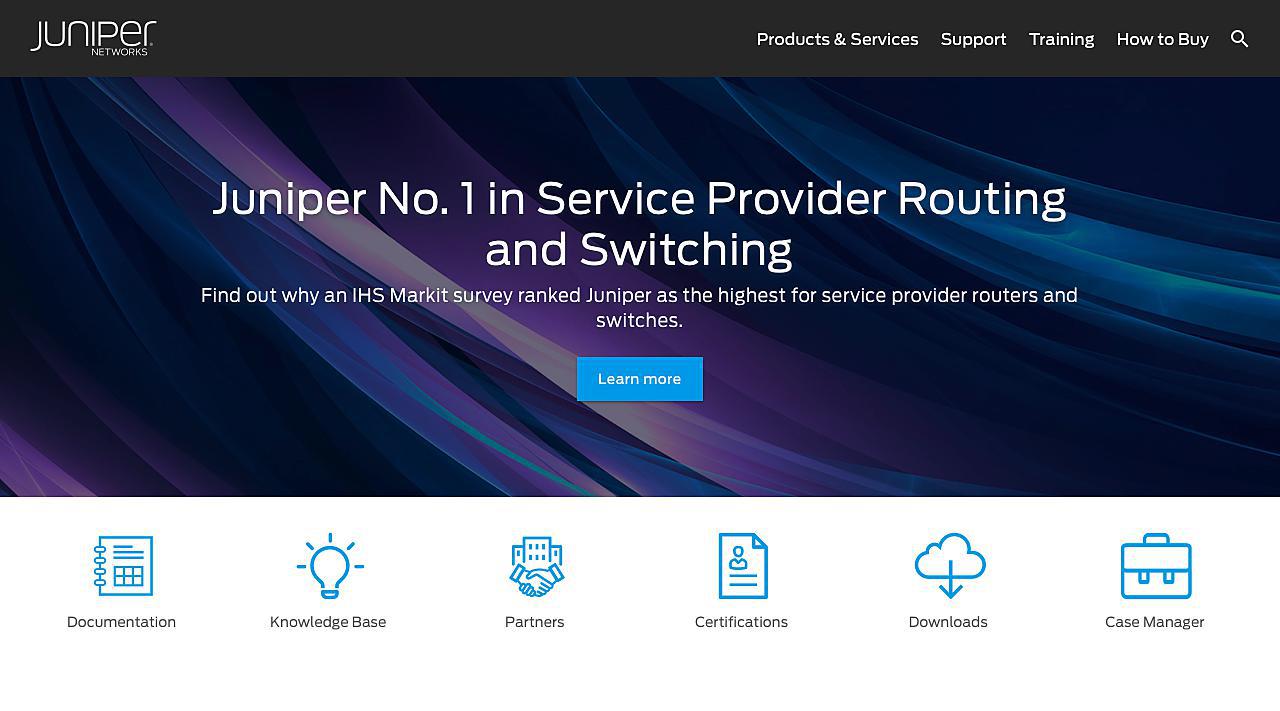 Juniper
NETWORKS
Products & Services
Support
Training
How to Buy
Juniper No. 1 in Service Provider Routing
and Switching
Find out why an IHS Markit survey ranked Juniper as the highest for service provider routers and
switches.
Learn more
Documentation
Knowledge Base
Partners
Certifications
Downloads
Case Manager